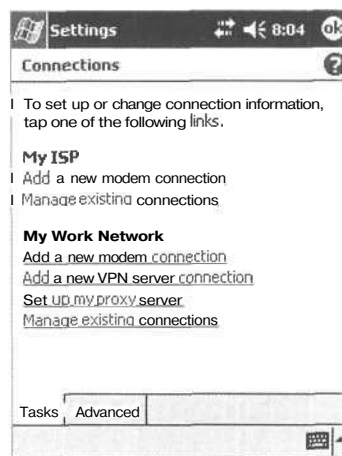 Settings 8:04 ok
Connections ?
To set up or change connection information,
tap one of the following links.
My ISP
Add a new modem connection
Manage existing connections
My Work Network
Add a new modem connection
Add a new VPN server connection
Set up my proxy server
Manage existing connections
Tasks Advanced